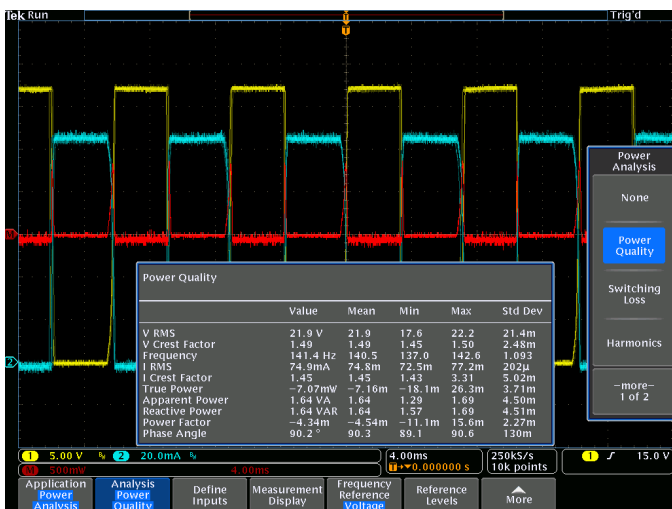 Tek Run Trig'd
T
T
M
2
Power
Analysis
None
Power
Quality
Switching
Loss
Harmonics
-more-
1 of 2
Power Quality
Value Mean Min Max Std Dev
V RMS 21.9 V 21.9 17.6 22.2 21.4m
V Crest Factor 1.49 1.49 1.45 1.50 2.48m
Frequency 141.4 Hz 140.5 137.0 142.6 1.093
I RMS 74.9mA 74.8m 72.5m 77.2m 202µ
I Crest Factor 1.45 1.45 1.43 3.31 5.02m
True Power -7.07mW -7.16m -18.1m 26.3m 3.71m
Apparent Power 1.64 VA 1.64 1.29 1.69 4.50m
Reactive Power 1.64 VAR 1.64 1.57 1.69 4.51m
Power Factor -4.34m -4.54m -11.1m 15.6m 2.27m
Phase Angle 90.2 ° 90.3 89.1 90.6 130m
1 5.00 V BW 2 20.0mA BW 4.00ms 250kS/s 1 15.0 V
M 500mW 4.00ms T→▼0.000000 s 10k points
Application
Power
Analysis
Analysis
Power
Quality
Define
Inputs
Measurement
Display
Frequency
Reference
Voltage
Reference
Levels
More